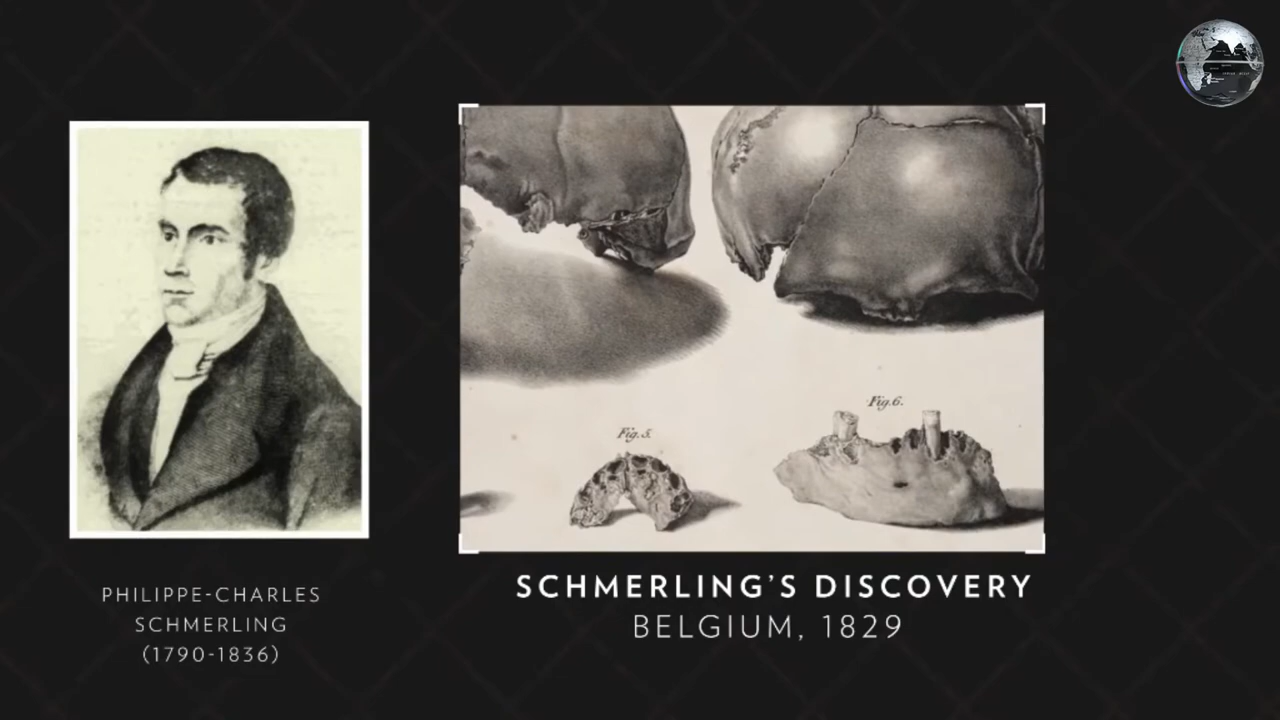 Fig.5.
Fig.6.
PHILIPPE-CHARLES
SCHMERLING
(1790-1836)
SCHMERLING'S DISCOVERY
BELGIUM, 1829